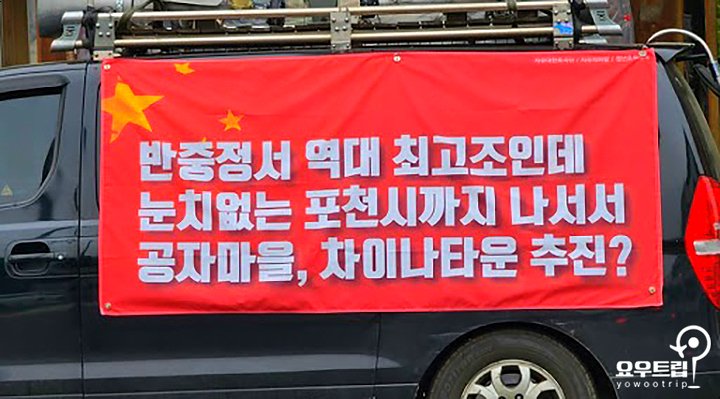 반중정서 역대 최고조인데
눈치없는 포천시까지 나서서
공자마을, 차이나타운 추진?
요우트립
yowootrip